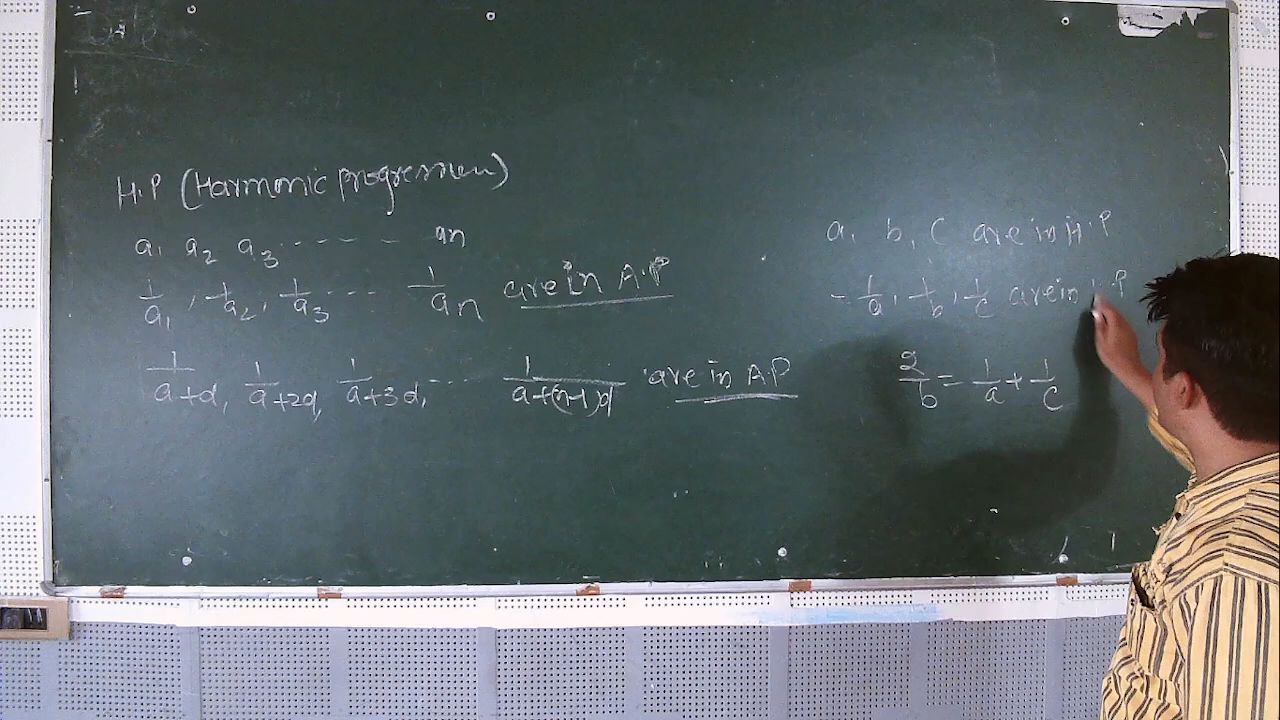 H.P (Harmonic progression)
a₁ a₂ a₃ - - - - - aₙ
1/a₁, 1/a₂, 1/a₃ - - - 1/aₙ are in A.P
1/a+d, 1/a+2d, 1/a+3d, - - - 1/a+(n-1)d are in A.P
a, b, c are in H.P
- 1/a, 1/b, 1/c are in .P
2/b = 1/a + 1/c